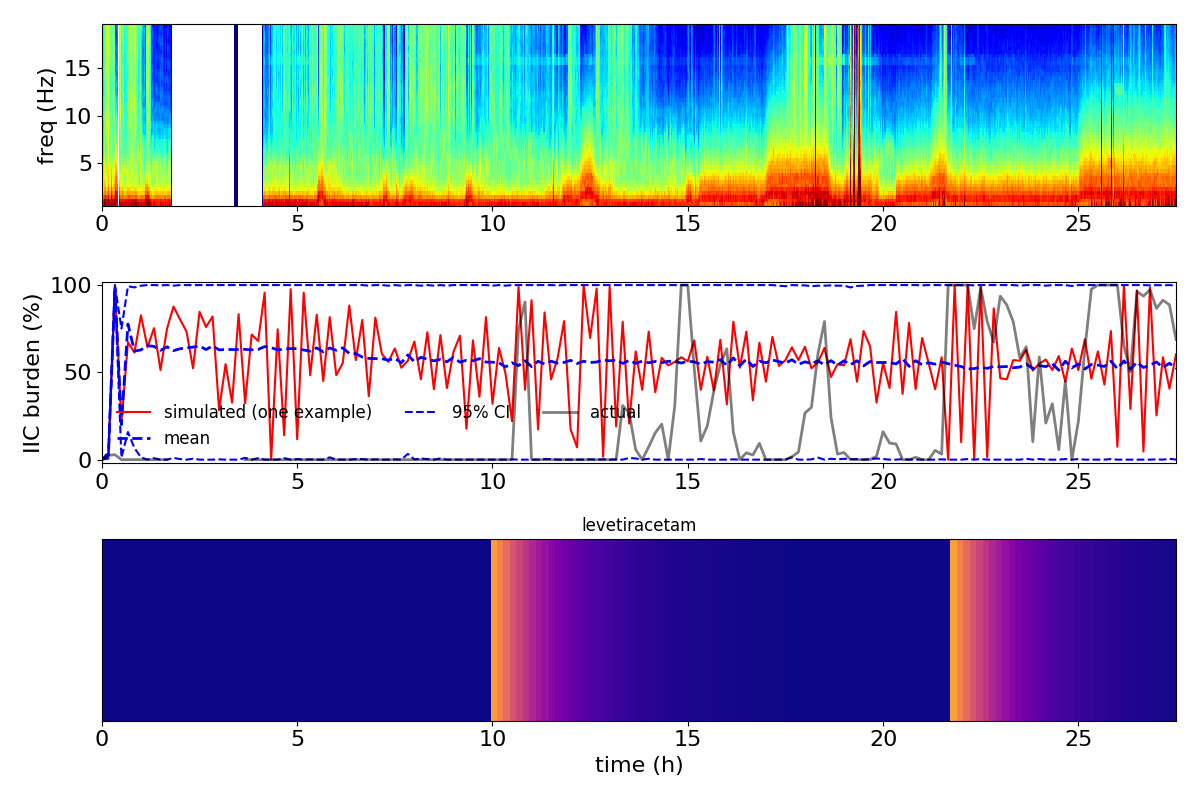 freq (Hz)
15
10
5
0 5 10 15 20 25
IIC burden (%)
100
50
0
simulated (one example) 95% CI actual
mean
0 5 10 15 20 25
levetiracetam
0 5 10 15 20 25
time (h)